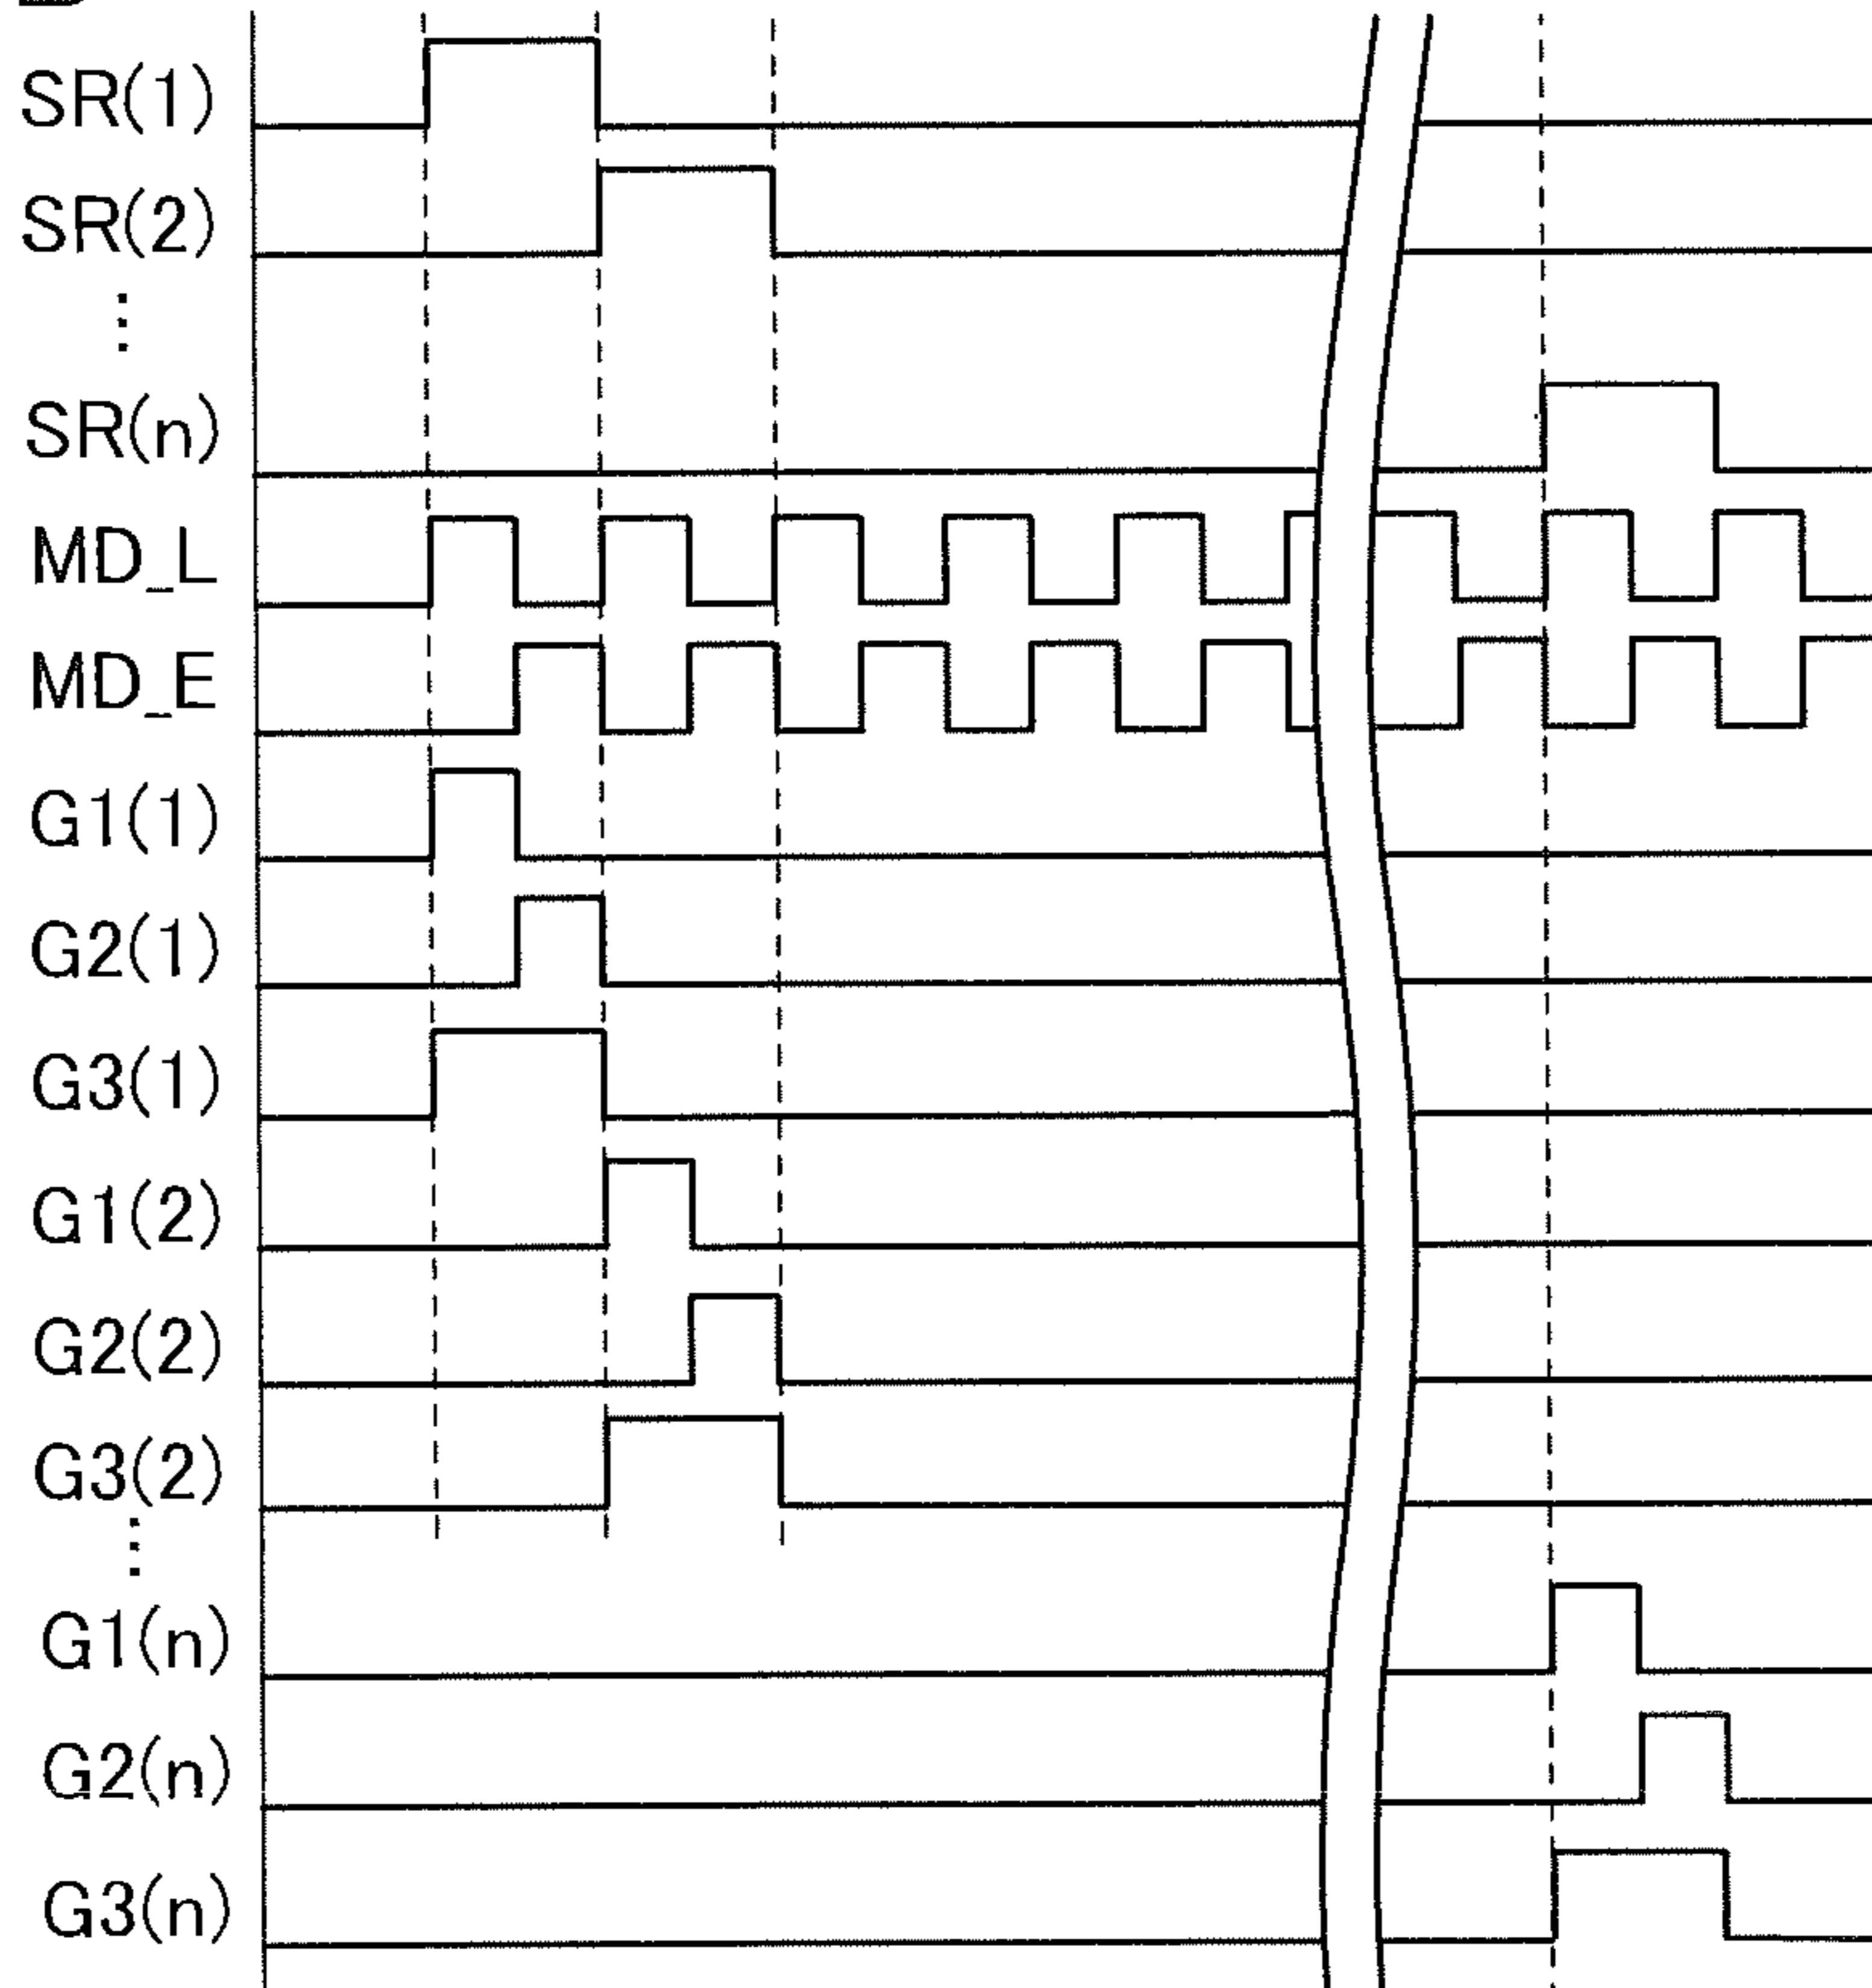 SR(1)
SR(2)
⋮
SR(n)
MD_L
MD_E
G1(1)
G2(1)
G3(1)
G1(2)
G2(2)
G3(2)
⋮
G1(n)
G2(n)
G3(n)